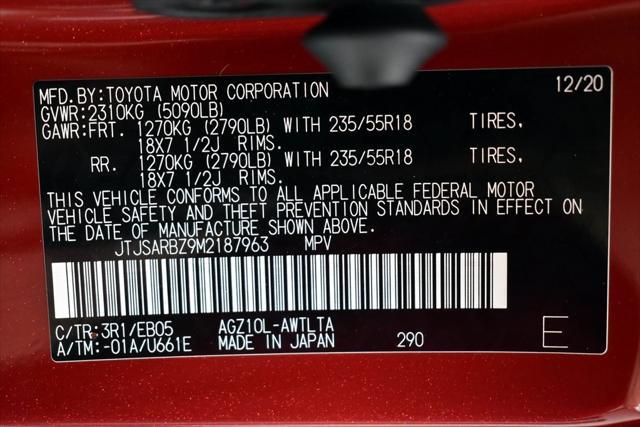 MFD.BY:TOYOTA MOTOR CORPORATION 12/20
GVWR:2310KG (5090LB)
GAWR:FRT. 1270KG (2790LB) WITH 235/55R18 TIRES,
18X7 1/2J RIMS.
RR. 1270KG (2790LB) WITH 235/55R18 TIRES,
18X7 1/2J RIMS.
THIS VEHICLE CONFORMS TO ALL APPLICABLE FEDERAL MOTOR
VEHICLE SAFETY AND THEFT PREVENTION STANDARDS IN EFFECT ON
THE DATE OF MANUFACTURE SHOWN ABOVE.
JTJSARBZ9M2187963 MPV
C/TR:3R1/EB05 AGZ10L-AWTLTA
A/TM:-01A/U661E MADE IN JAPAN 290 E